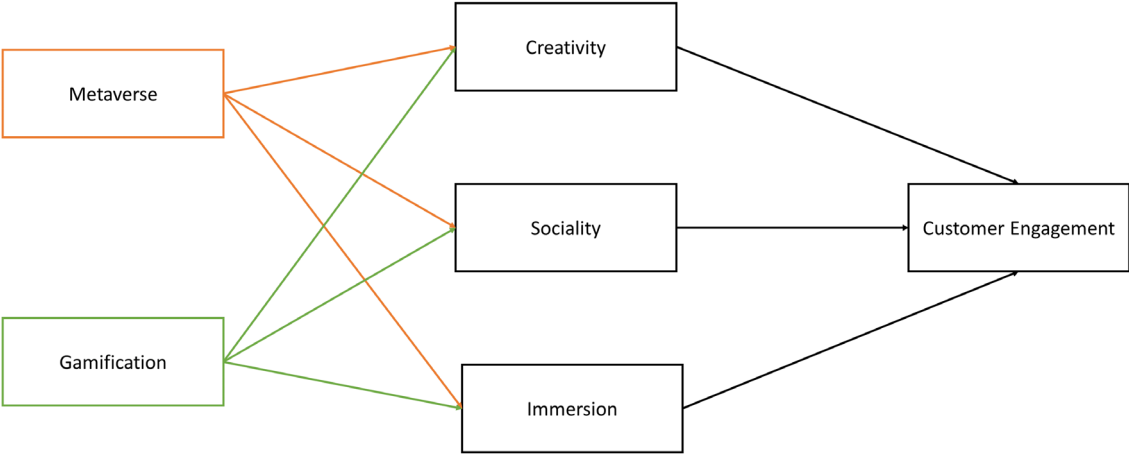 Creativity
Metaverse
Sociality
Customer Engagement
Gamification
Immersion